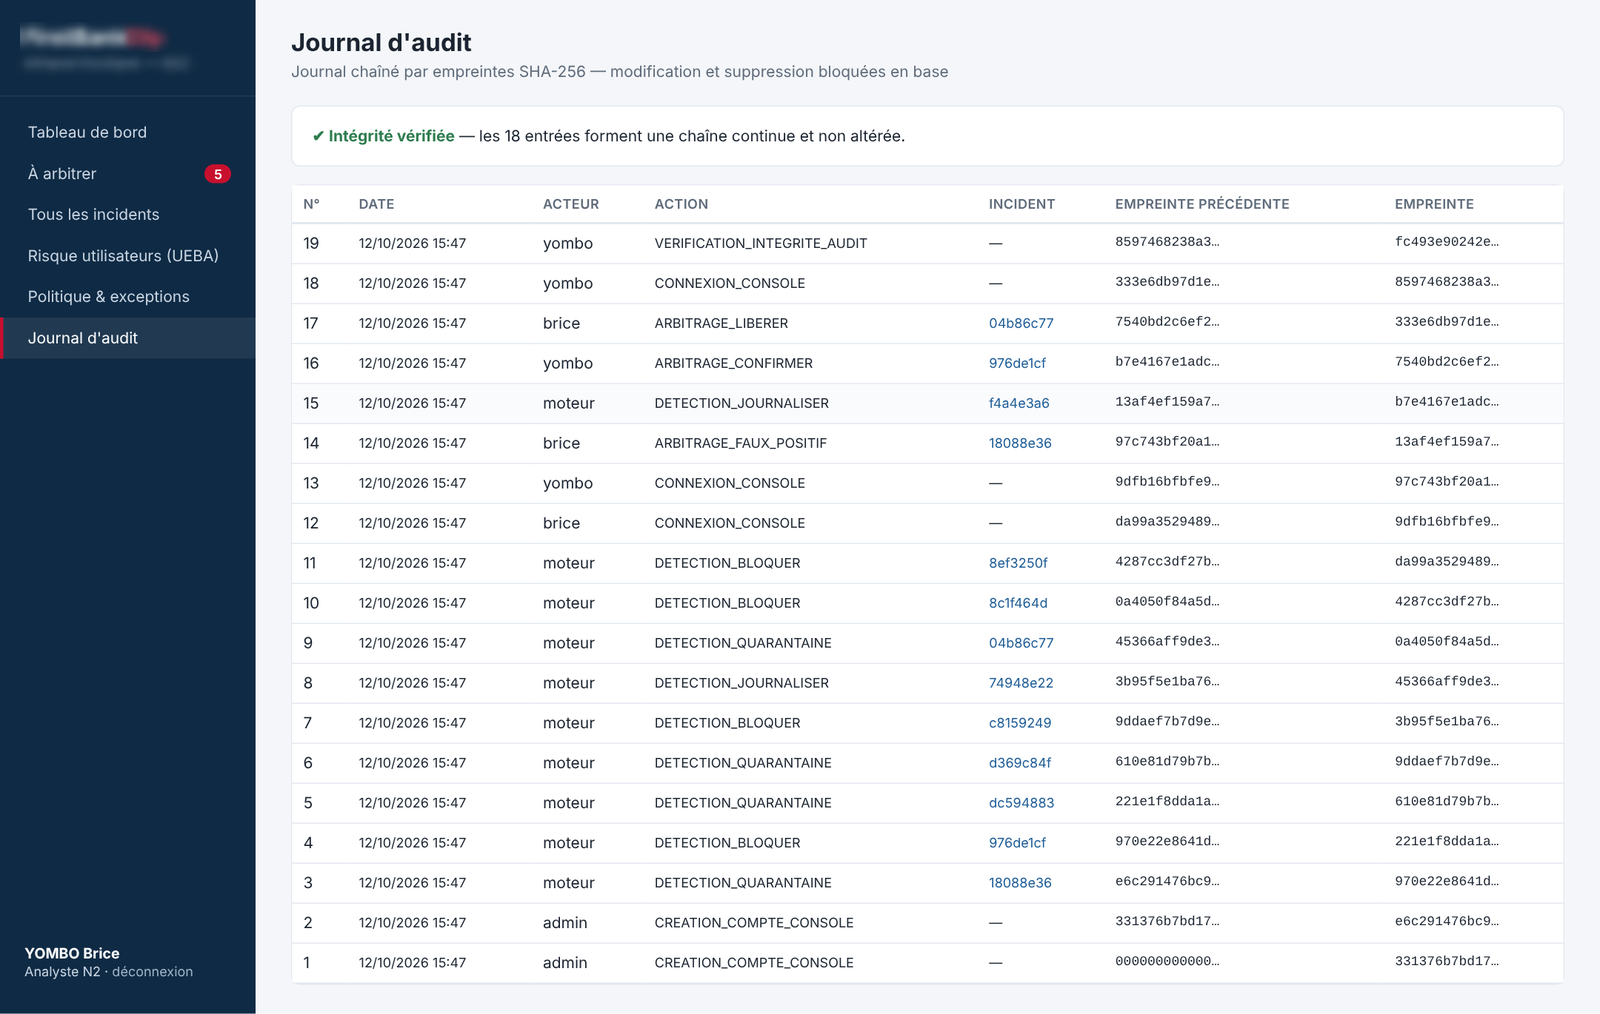 Tableau de bord
À arbitrer 5
Tous les incidents
Risque utilisateurs (UEBA)
Politique & exceptions
Journal d'audit
YOMBO Brice
Analyste N2 · déconnexion
Journal d'audit
Journal chaîné par empreintes SHA-256 — modification et suppression bloquées en base
✔ Intégrité vérifiée — les 18 entrées forment une chaîne continue et non altérée.
N° DATE ACTEUR ACTION INCIDENT EMPREINTE PRÉCÉDENTE EMPREINTE
19 12/10/2026 15:47 yombo VERIFICATION_INTEGRITE_AUDIT — 8597468238a3… fc493e90242e…
18 12/10/2026 15:47 yombo CONNEXION_CONSOLE — 333e6db97d1e… 8597468238a3…
17 12/10/2026 15:47 brice ARBITRAGE_LIBERER 04b86c77 7540bd2c6ef2… 333e6db97d1e…
16 12/10/2026 15:47 yombo ARBITRAGE_CONFIRMER 976de1cf b7e4167e1adc… 7540bd2c6ef2…
15 12/10/2026 15:47 moteur DETECTION_JOURNALISER f4a4e3a6 13af4ef159a7… b7e4167e1adc…
14 12/10/2026 15:47 brice ARBITRAGE_FAUX_POSITIF 18088e36 97c743bf20a1… 13af4ef159a7…
13 12/10/2026 15:47 yombo CONNEXION_CONSOLE — 9dfb16bfbfe9… 97c743bf20a1…
12 12/10/2026 15:47 brice CONNEXION_CONSOLE — da99a3529489… 9dfb16bfbfe9…
11 12/10/2026 15:47 moteur DETECTION_BLOQUER 8ef3250f 4287cc3df27b… da99a3529489…
10 12/10/2026 15:47 moteur DETECTION_BLOQUER 8c1f464d 0a4050f84a5d… 4287cc3df27b…
9 12/10/2026 15:47 moteur DETECTION_QUARANTAINE 04b86c77 45366aff9de3… 0a4050f84a5d…
8 12/10/2026 15:47 moteur DETECTION_JOURNALISER 74948e22 3b95f5e1ba76… 45366aff9de3…
7 12/10/2026 15:47 moteur DETECTION_BLOQUER c8159249 9ddaef7b7d9e… 3b95f5e1ba76…
6 12/10/2026 15:47 moteur DETECTION_QUARANTAINE d369c84f 610e81d79b7b… 9ddaef7b7d9e…
5 12/10/2026 15:47 moteur DETECTION_QUARANTAINE dc594883 221e1f8dda1a… 610e81d79b7b…
4 12/10/2026 15:47 moteur DETECTION_BLOQUER 976de1cf 970e22e8641d… 221e1f8dda1a…
3 12/10/2026 15:47 moteur DETECTION_QUARANTAINE 18088e36 e6c291476bc9… 970e22e8641d…
2 12/10/2026 15:47 admin CREATION_COMPTE_CONSOLE — 331376b7bd17… e6c291476bc9…
1 12/10/2026 15:47 admin CREATION_COMPTE_CONSOLE — 000000000000… 331376b7bd17…